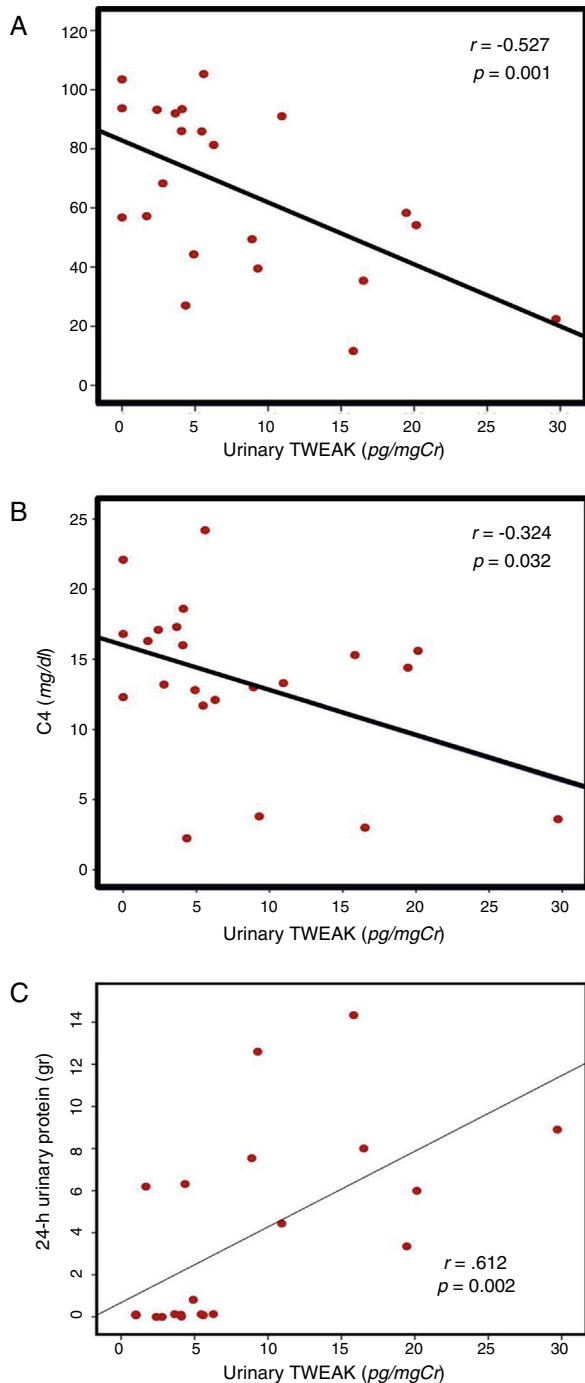 A
120
100
80
60
40
20
0
r = -0.527
p = 0.001
0 5 10 15 20 25 30
Urinary TWEAK (pg/mgCr)
B
25
20
15
10
5
0
C4 (mg/dl)
r = -0.324
p = 0.032
0 5 10 15 20 25 30
Urinary TWEAK (pg/mgCr)
C
14
12
10
8
6
4
2
0
24-h urinary protein (gr)
r = .612
p = 0.002
0 5 10 15 20 25 30
Urinary TWEAK (pg/mgCr)